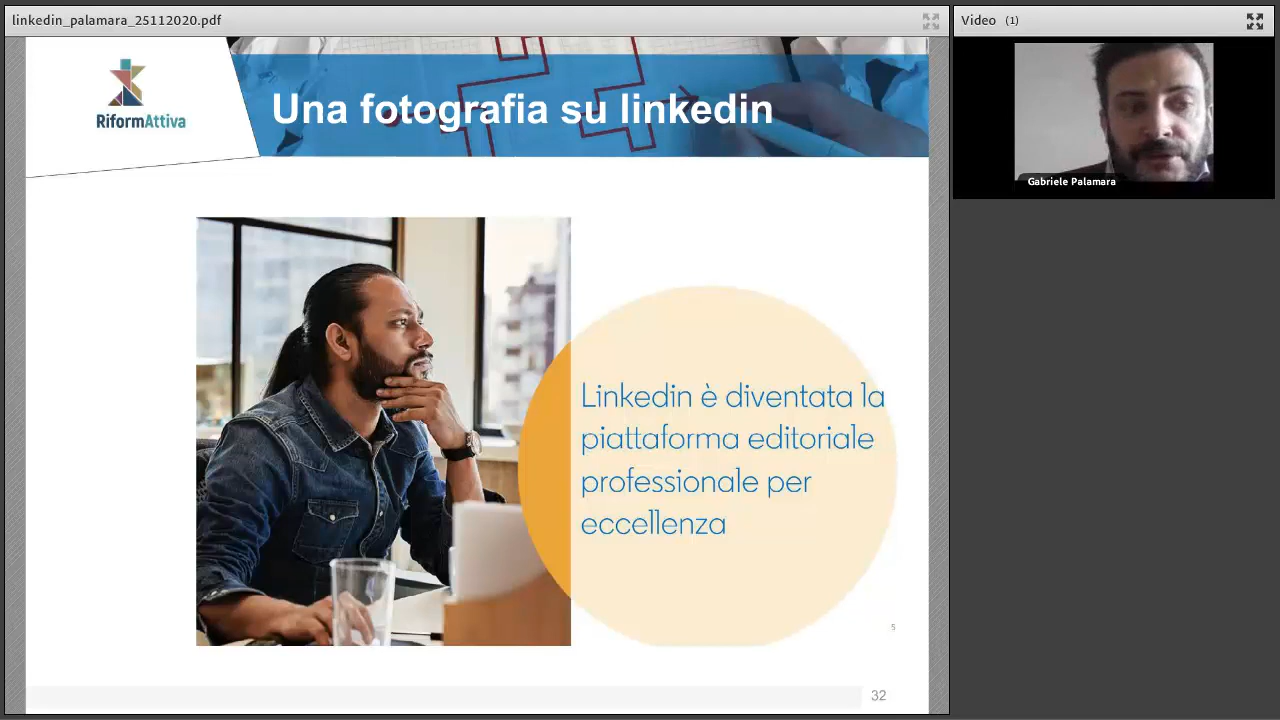 linkedin_palamara_25112020.pdf
Video (1)
RiformAttiva
Una fotografia su linkedin
Gabriele Palamara
Linkedin è diventata la
piattaforma editoriale
professionale per
eccellenza
5
32